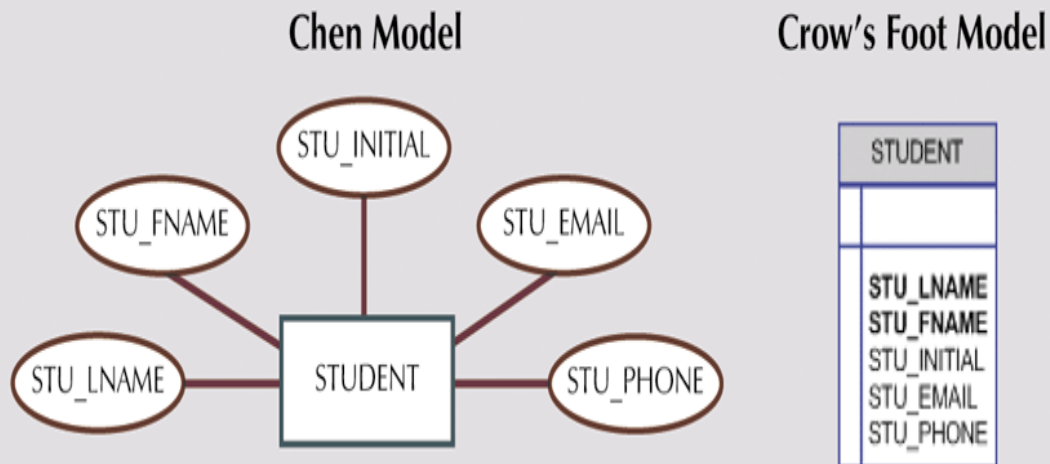 Chen Model
Crow's Foot Model
STU_INITIAL
STU_FNAME
STU_EMAIL
STU_LNAME
STUDENT
STU_PHONE
STUDENT
STU_LNAME
STU_FNAME
STU_INITIAL
STU_EMAIL
STU_PHONE